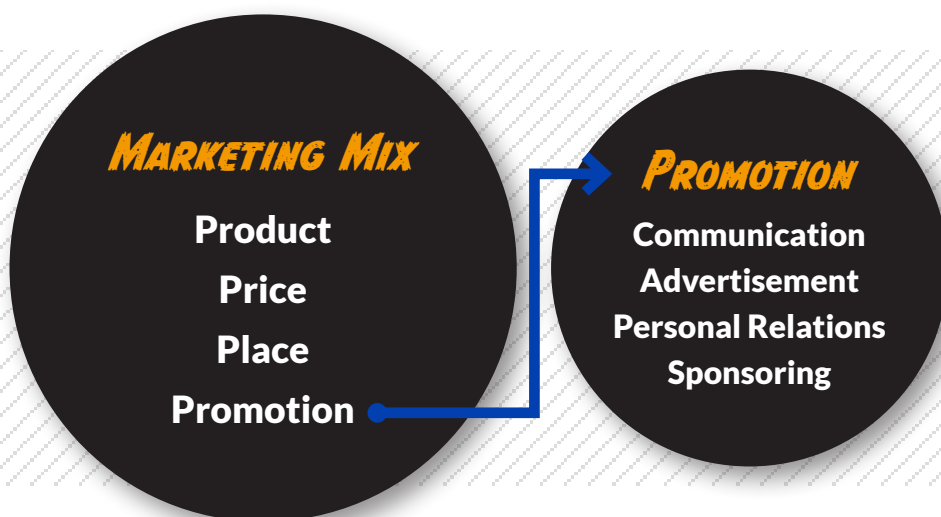 Marketing Mix
Product
Price
Place
Promotion
Promotion
Communication
Advertisement
Personal Relations
Sponsoring